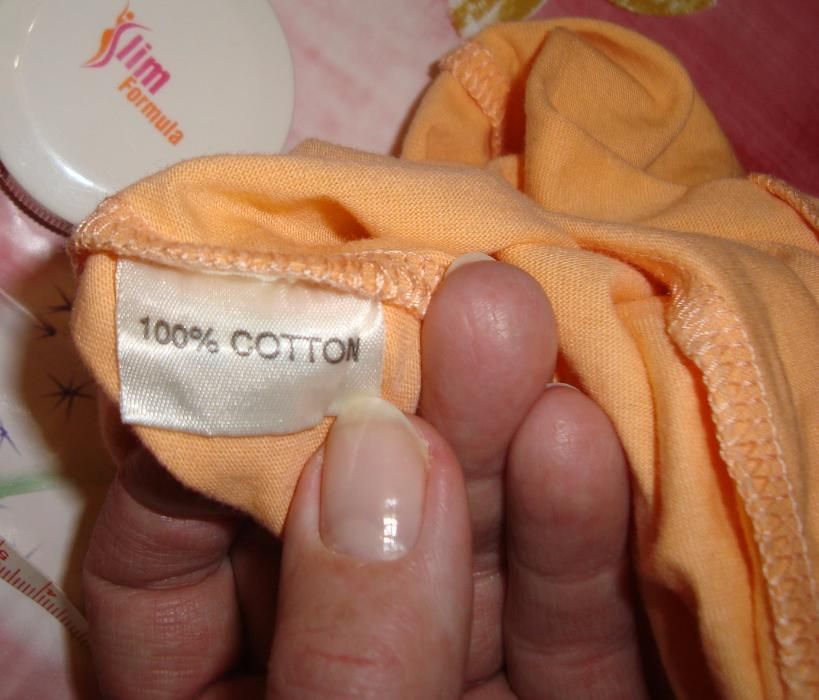 Slim
Formula
100% COTTON